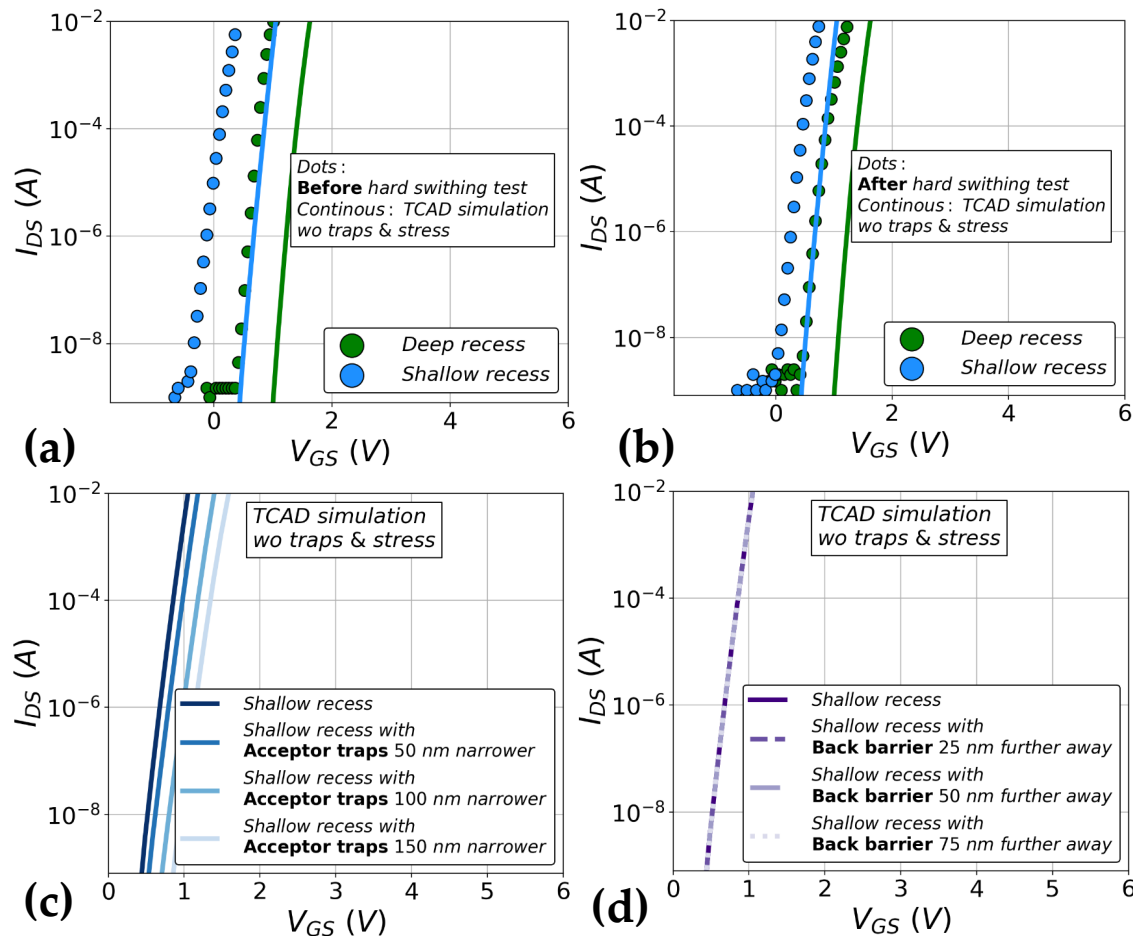 10⁻²
10⁻⁴
10⁻⁶
10⁻⁸
I_DS (A)
Dots :
Before hard swithing test
Continous : TCAD simulation
wo traps & stress
Deep recess
Shallow recess
0 2 4 6
V_GS (V)
(a)
10⁻²
10⁻⁴
10⁻⁶
10⁻⁸
I_DS (A)
Dots :
After hard swithing test
Continous : TCAD simulation
wo traps & stress
Deep recess
Shallow recess
0 2 4 6
V_GS (V)
(b)
10⁻²
10⁻⁴
10⁻⁶
10⁻⁸
I_DS (A)
TCAD simulation
wo traps & stress
Shallow recess
Shallow recess with
Acceptor traps 50 nm narrower
Shallow recess with
Acceptor traps 100 nm narrower
Shallow recess with
Acceptor traps 150 nm narrower
0 1 2 3 4 5 6
V_GS (V)
(c)
10⁻²
10⁻⁴
10⁻⁶
10⁻⁸
I_DS (A)
TCAD simulation
wo traps & stress
Shallow recess
Shallow recess with
Back barrier 25 nm further away
Shallow recess with
Back barrier 50 nm further away
Shallow recess with
Back barrier 75 nm further away
0 1 2 3 4 5 6
V_GS (V)
(d)